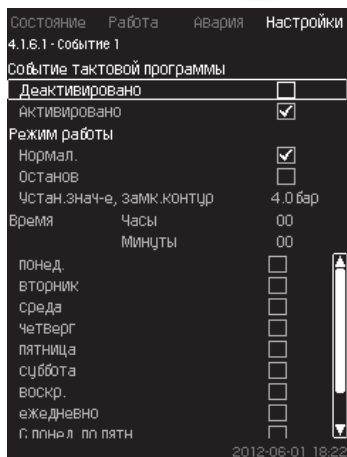 Состояние Работа Авария Настройки
4.1.6.1 - Событие 1
Событие тактовой программы
Деактивировано
Активировано
Режим работы
Нормал.
Останов
Устан.знач-е, замк.контур 4.0 бар
Время Часы 00
Минуты 00
понед.
вторник
среда
четверг
пятница
суббота
воскр.
ежедневно
С понед. по пятн
2012-06-01 18:22